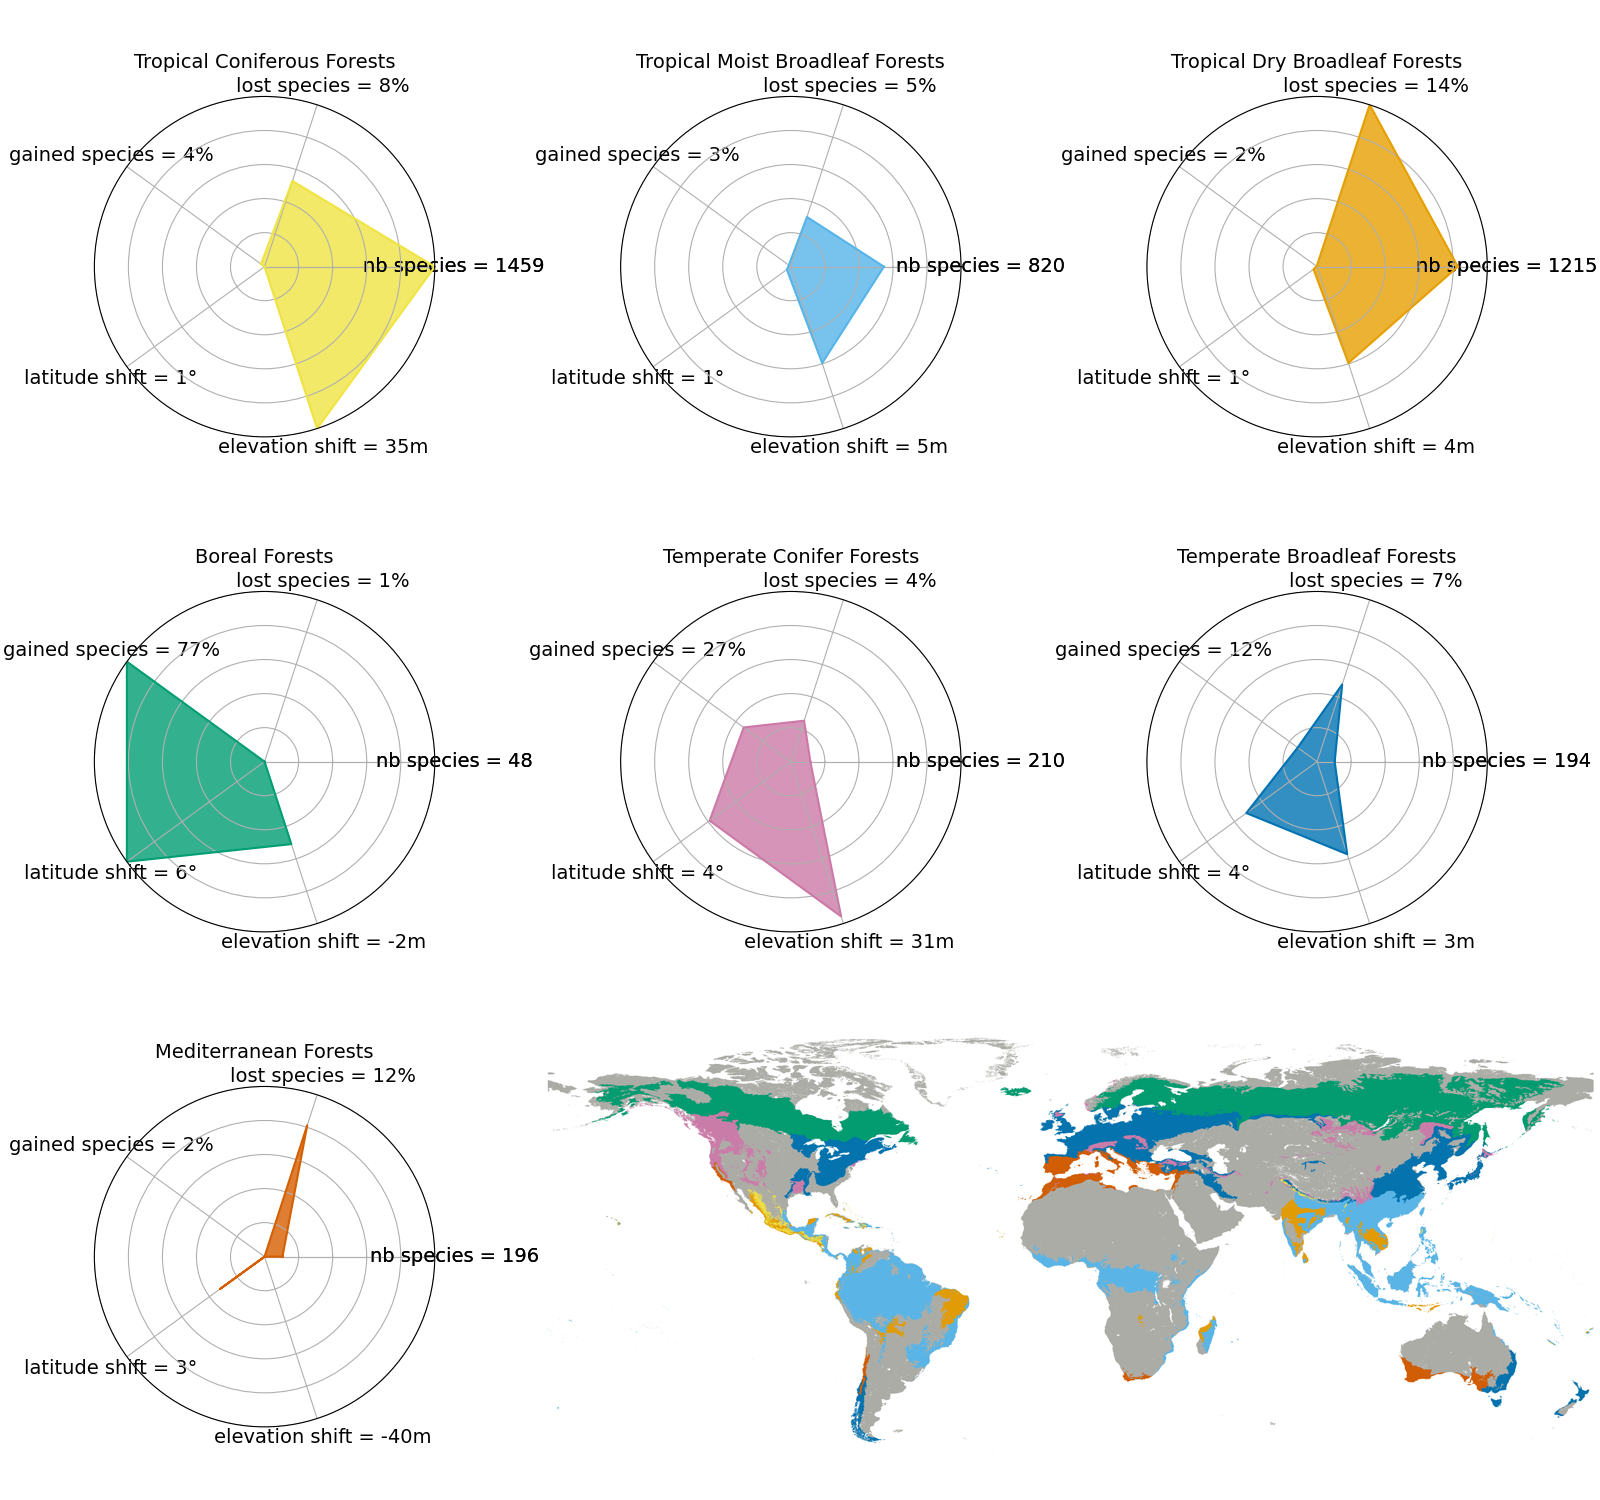 Tropical Coniferous Forests
lost species = 8%
gained species = 4%
nb species = 1459
latitude shift = 1°
elevation shift = 35m
Tropical Moist Broadleaf Forests
lost species = 5%
gained species = 3%
nb species = 820
latitude shift = 1°
elevation shift = 5m
Tropical Dry Broadleaf Forests
lost species = 14%
gained species = 2%
nb species = 1215
latitude shift = 1°
elevation shift = 4m
Boreal Forests
lost species = 1%
gained species = 77%
nb species = 48
latitude shift = 6°
elevation shift = -2m
Temperate Conifer Forests
lost species = 4%
gained species = 27%
nb species = 210
latitude shift = 4°
elevation shift = 31m
Temperate Broadleaf Forests
lost species = 7%
gained species = 12%
nb species = 194
latitude shift = 4°
elevation shift = 3m
Mediterranean Forests
lost species = 12%
gained species = 2%
nb species = 196
latitude shift = 3°
elevation shift = -40m